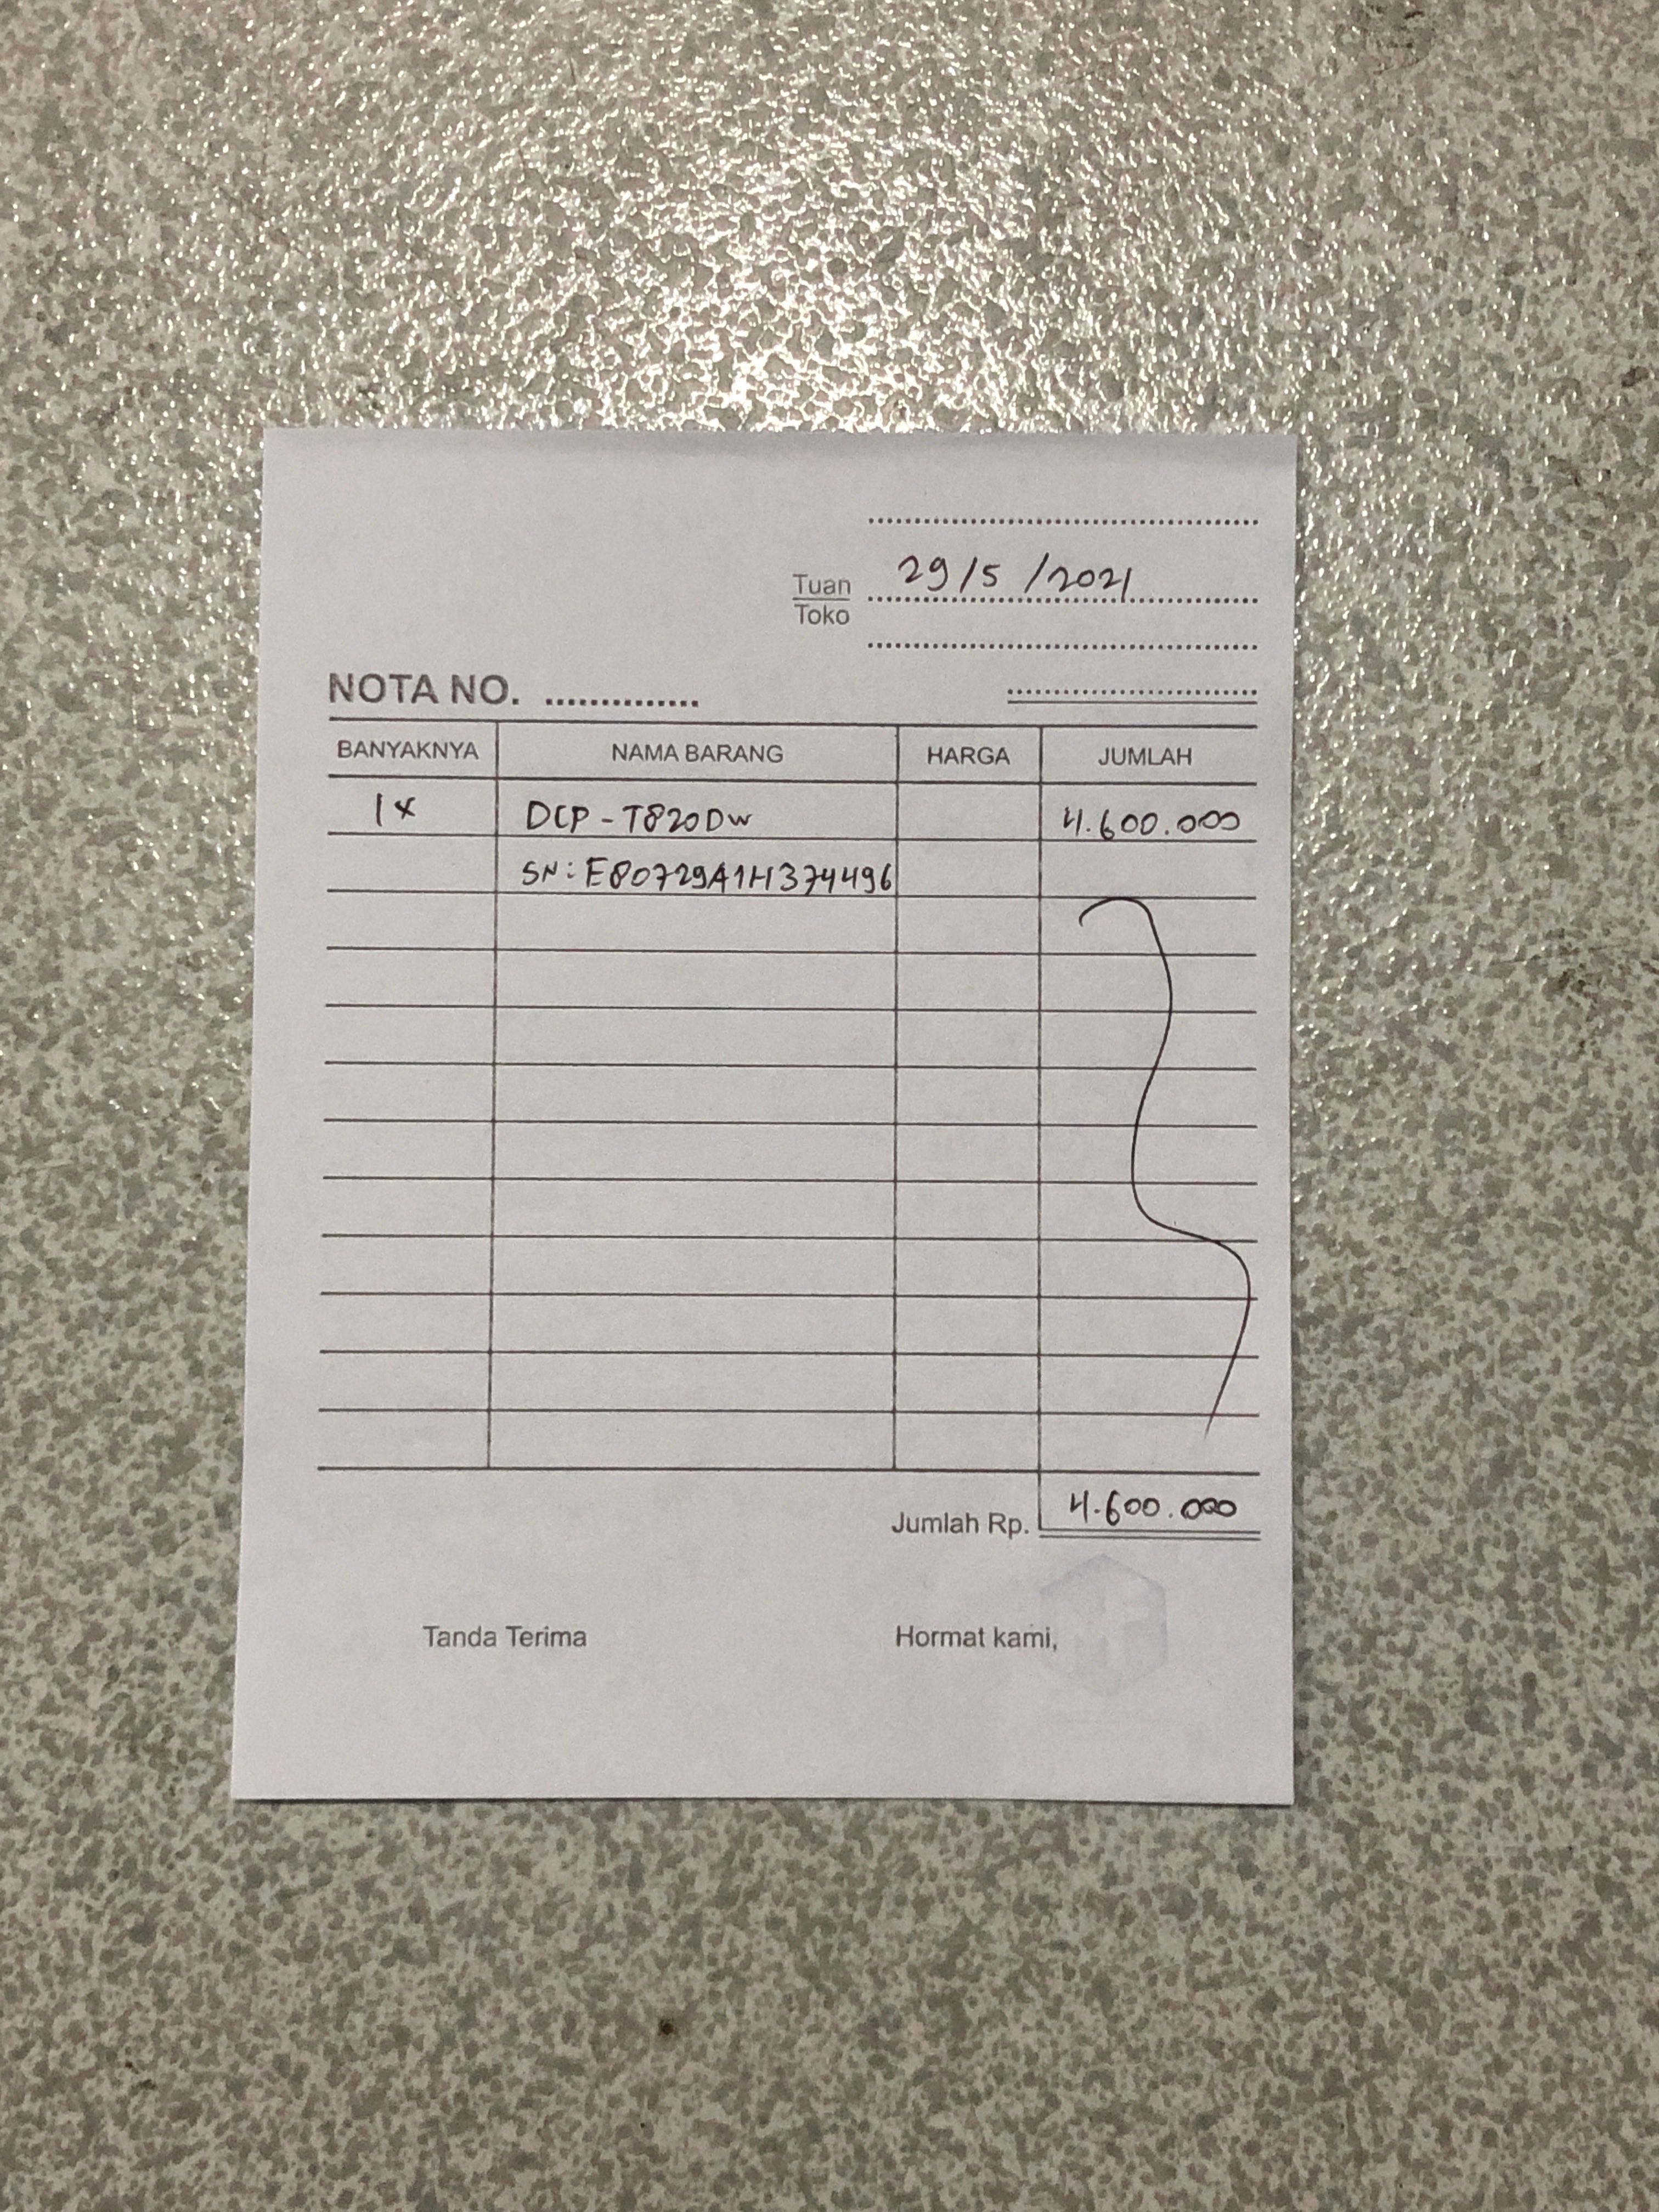 29/5/2021
Tuan
Toko
NOTA NO. ..............
BANYAKNYA NAMA BARANG HARGA JUMLAH
1x DCP-T820DW 4.600.000
SN: E80729A1H374496
Jumlah Rp. 4.600.000
Tanda Terima Hormat kami,